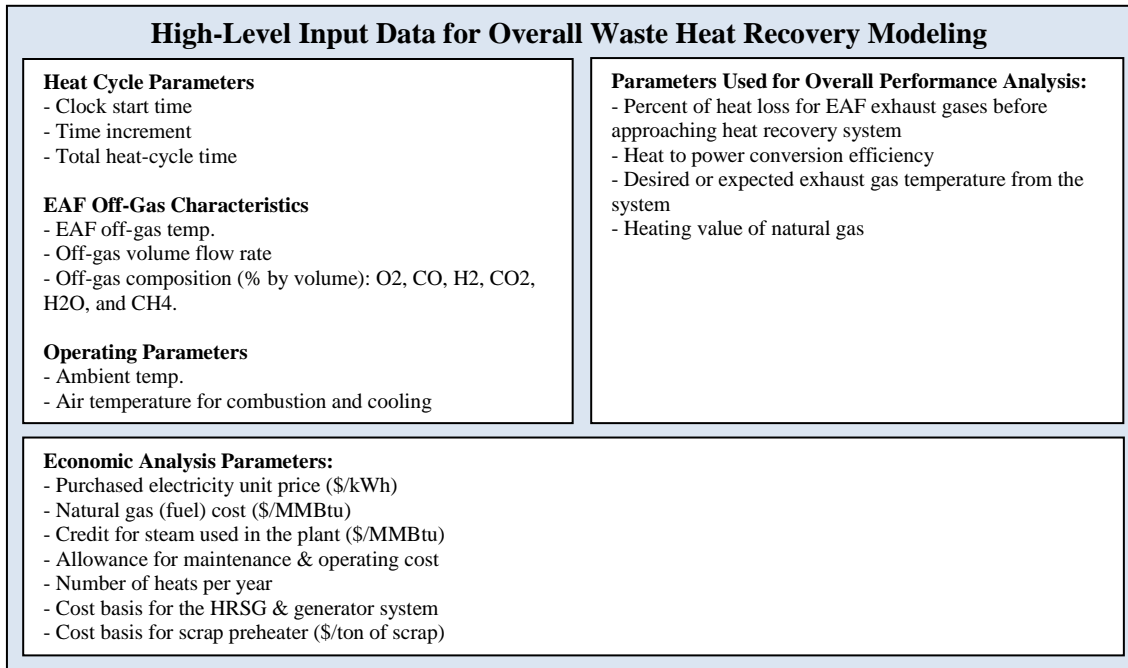 High-Level Input Data for Overall Waste Heat Recovery Modeling
Heat Cycle Parameters
- Clock start time
- Time increment
- Total heat-cycle time
EAF Off-Gas Characteristics
- EAF off-gas temp.
- Off-gas volume flow rate
- Off-gas composition (% by volume): O2, CO, H2, CO2,
H2O, and CH4.
Operating Parameters
- Ambient temp.
- Air temperature for combustion and cooling
Parameters Used for Overall Performance Analysis:
- Percent of heat loss for EAF exhaust gases before
approaching heat recovery system
- Heat to power conversion efficiency
- Desired or expected exhaust gas temperature from the
system
- Heating value of natural gas
Economic Analysis Parameters:
- Purchased electricity unit price ($/kWh)
- Natural gas (fuel) cost ($/MMBtu)
- Credit for steam used in the plant ($/MMBtu)
- Allowance for maintenance & operating cost
- Number of heats per year
- Cost basis for the HRSG & generator system
- Cost basis for scrap preheater ($/ton of scrap)